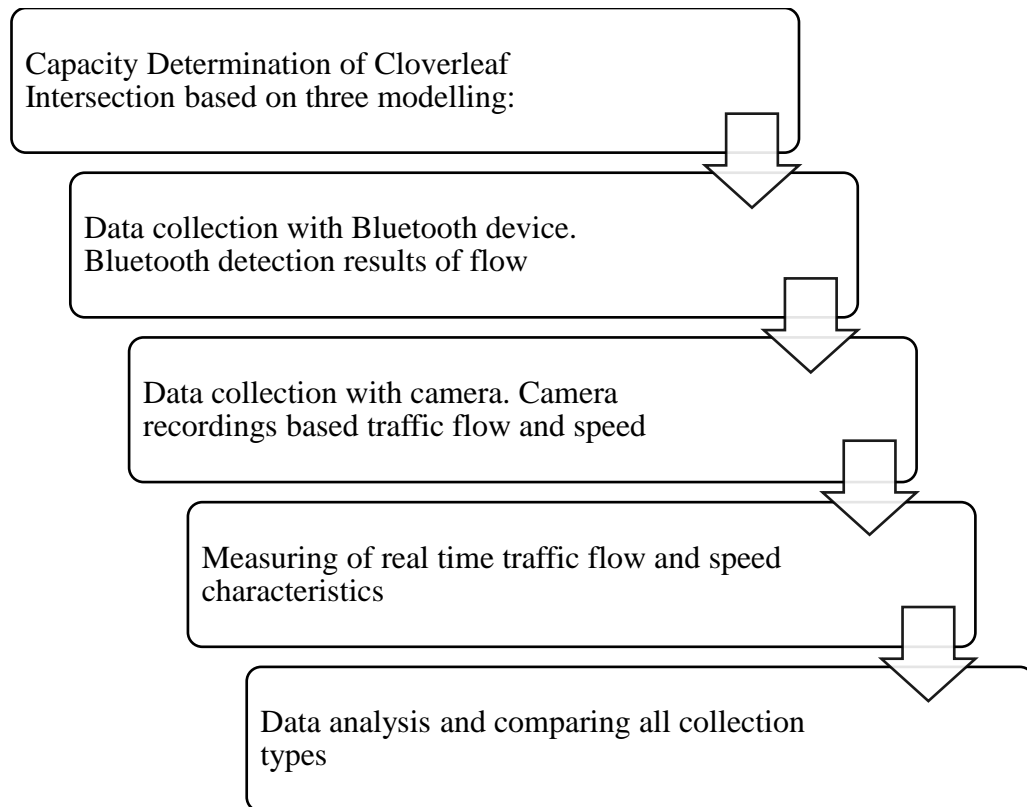 Capacity Determination of Cloverleaf
Intersection based on three modelling:
Data collection with Bluetooth device.
Bluetooth detection results of flow
Data collection with camera. Camera
recordings based traffic flow and speed
Measuring of real time traffic flow and speed
characteristics
Data analysis and comparing all collection
types